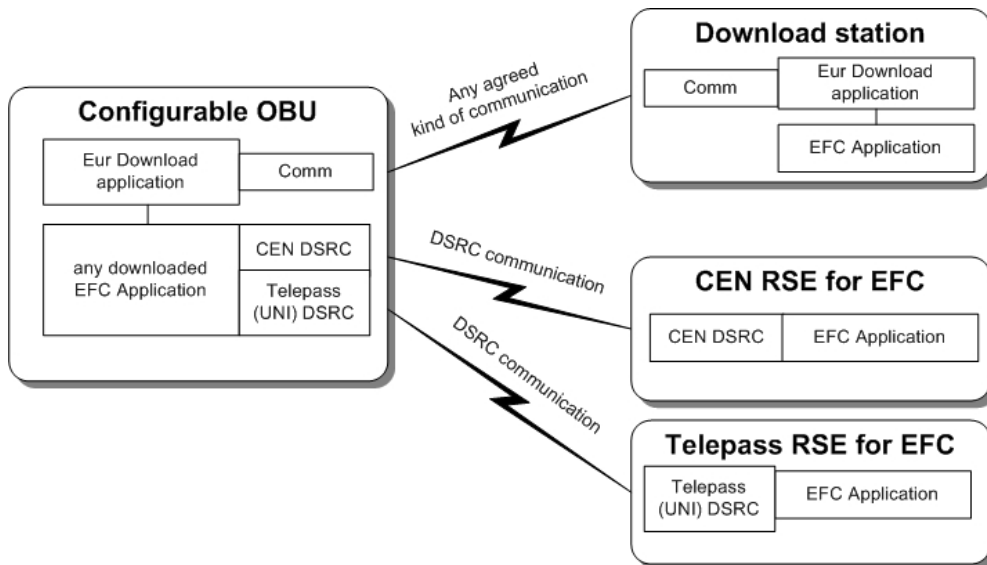 Configurable OBU
Eur Download
application
Comm
any downloaded
EFC Application
CEN DSRC
Telepass
(UNI) DSRC
Any agreed
kind of communication
DSRC communication
DSRC communication
Download station
Comm
Eur Download
application
EFC Application
CEN RSE for EFC
CEN DSRC
EFC Application
Telepass RSE for EFC
Telepass
(UNI) DSRC
EFC Application